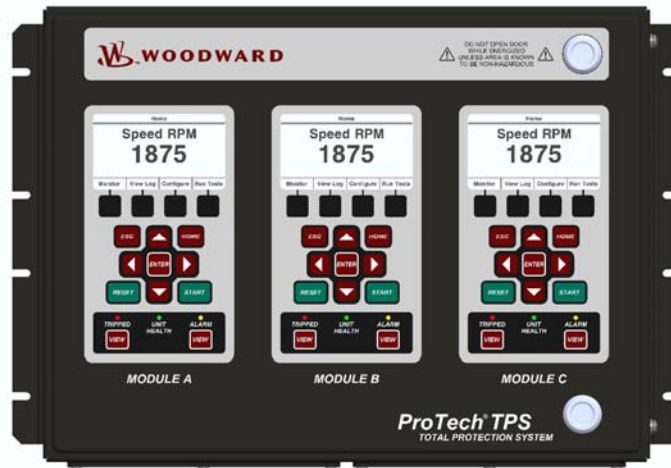 WOODWARD
DO NOT OPEN DOOR
WHILE ENERGIZED
UNLESS AREA IS KNOWN
TO BE NON-HAZARDOUS
Home
Speed RPM
1875
Monitor View Log Configure Run Tests
ESC HOME
ENTER
RESET START
TRIPPED UNIT HEALTH ALARM
VIEW VIEW
MODULE A
Home
Speed RPM
1875
Monitor View Log Configure Run Tests
ESC HOME
ENTER
RESET START
TRIPPED UNIT HEALTH ALARM
VIEW VIEW
MODULE B
Home
Speed RPM
1875
Monitor View Log Configure Run Tests
ESC HOME
ENTER
RESET START
TRIPPED UNIT HEALTH ALARM
VIEW VIEW
MODULE C
ProTech® TPS
TOTAL PROTECTION SYSTEM